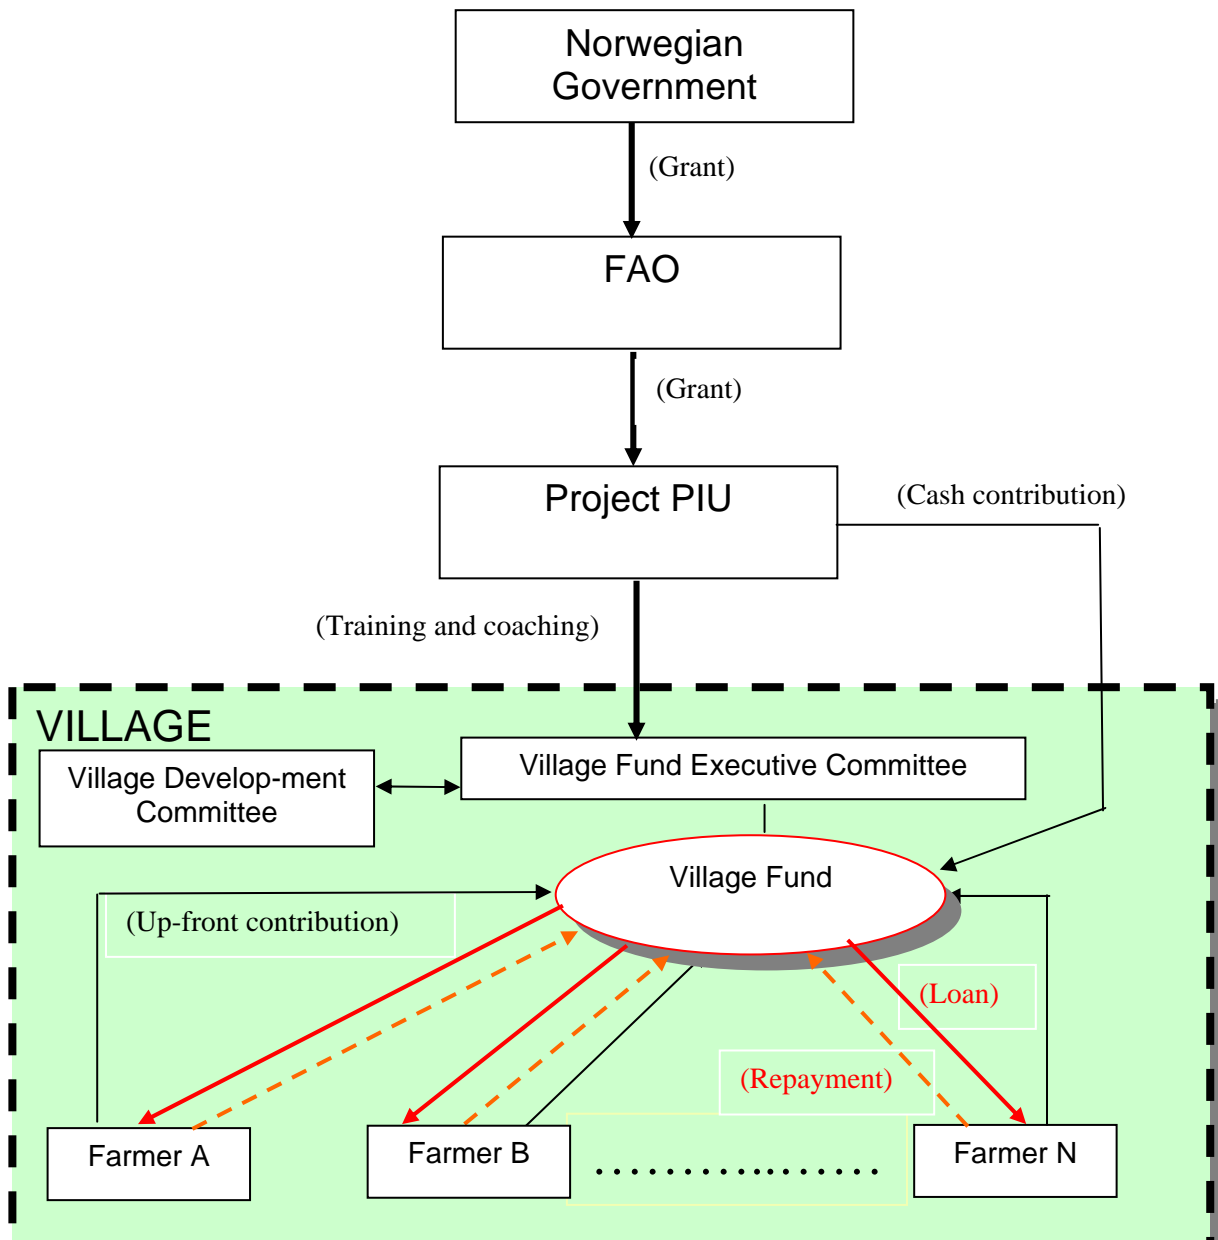 Norwegian
Government
(Grant)
FAO
(Grant)
Project PIU
(Cash contribution)
(Training and coaching)
VILLAGE
Village Develop-ment
Committee
Village Fund Executive Committee
Village Fund
(Up-front contribution)
(Loan)
(Repayment)
Farmer A
Farmer B
................
Farmer N